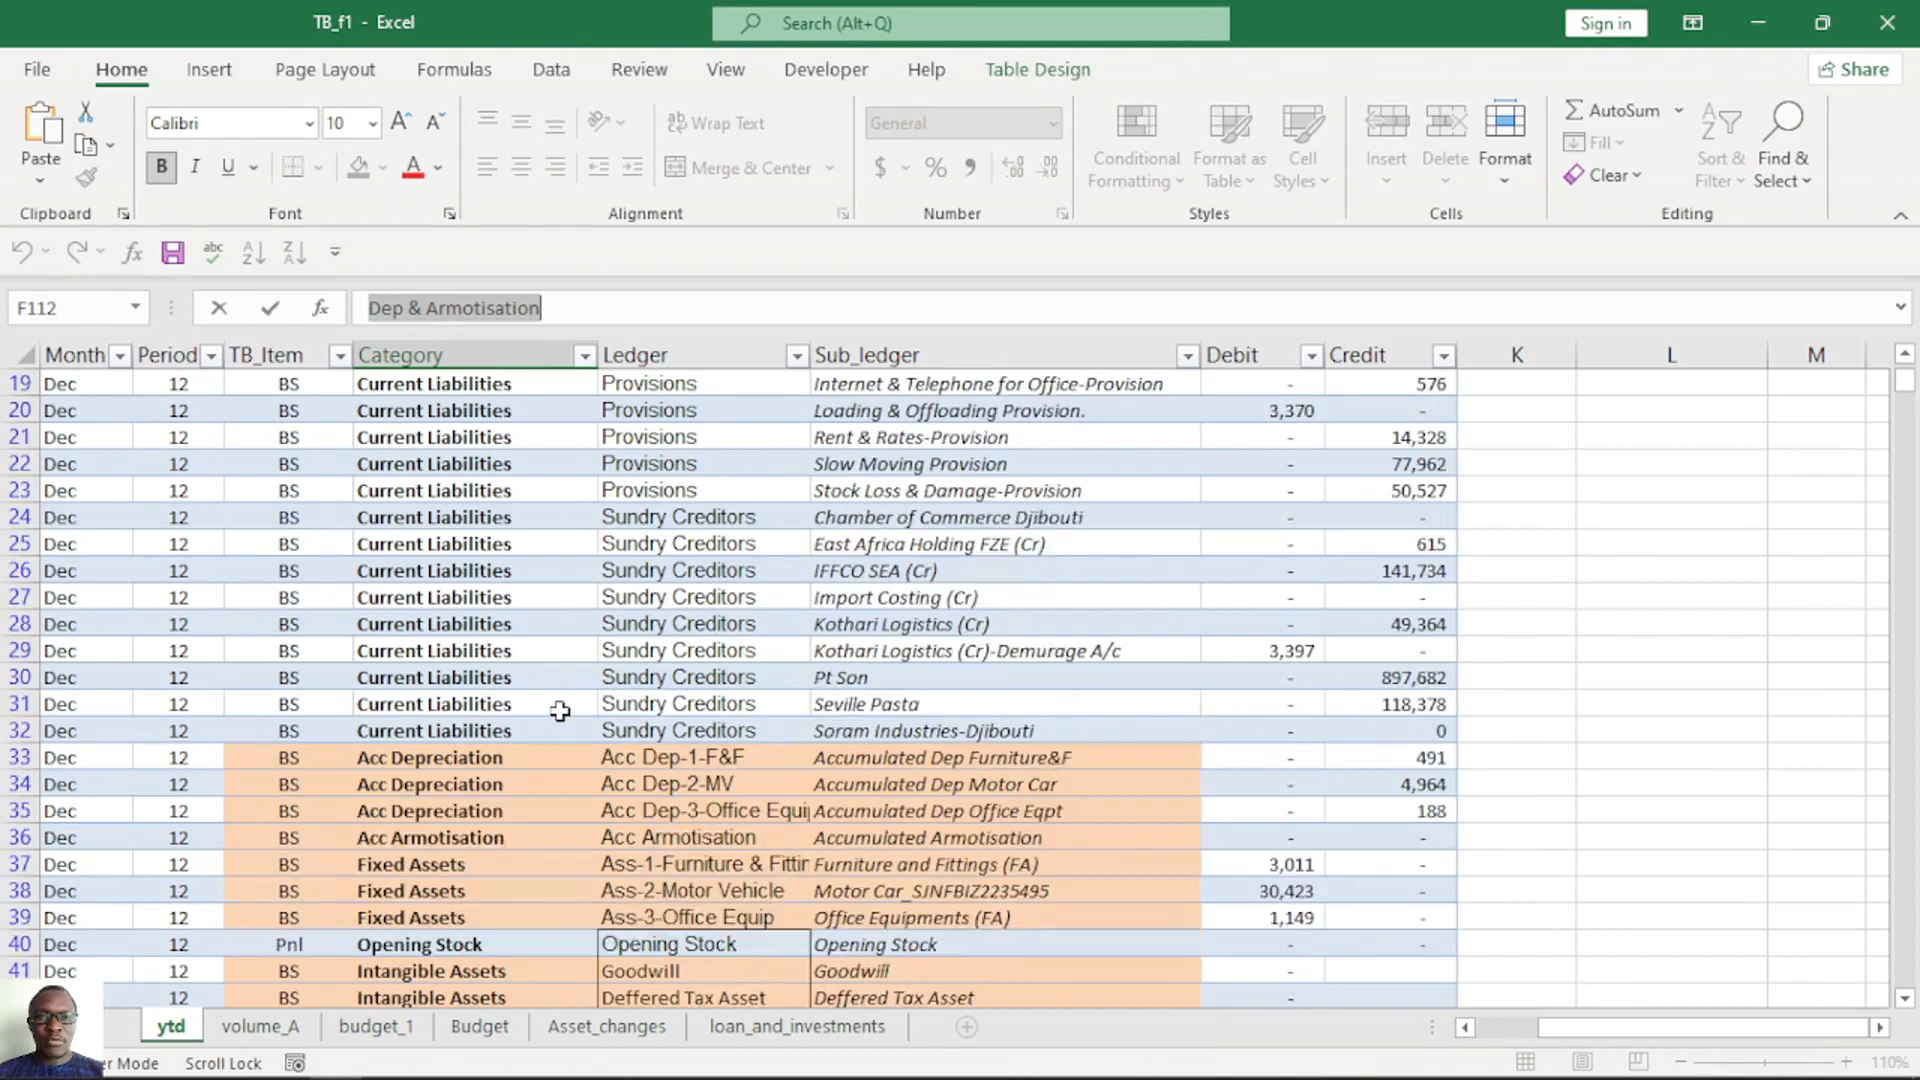 TB_f1 - Excel
Search (Alt+Q)
Sign in
File Home Insert Page Layout Formulas Data Review View Developer Help Table Design
Share
Paste
Calibri 10
B I U
Wrap Text
Merge & Center
General
$ %
Conditional Formatting
Format as Table
Cell Styles
Insert Delete Format
AutoSum
Fill
Clear
Sort & Filter
Find & Select
Clipboard Font Alignment Number Styles Cells Editing
F112 fx Dep & Armotisation
Month Period TB_Item Category Ledger Sub_ledger Debit Credit K L M
19 Dec 12 BS Current Liabilities Provisions Internet & Telephone for Office-Provision - 576
20 Dec 12 BS Current Liabilities Provisions Loading & Offloading Provision. 3,370 -
21 Dec 12 BS Current Liabilities Provisions Rent & Rates-Provision - 14,328
22 Dec 12 BS Current Liabilities Provisions Slow Moving Provision - 77,962
23 Dec 12 BS Current Liabilities Provisions Stock Loss & Damage-Provision - 50,527
24 Dec 12 BS Current Liabilities Sundry Creditors Chamber of Commerce Djibouti - -
25 Dec 12 BS Current Liabilities Sundry Creditors East Africa Holding FZE (Cr) - 615
26 Dec 12 BS Current Liabilities Sundry Creditors IFFCO SEA (Cr) - 141,734
27 Dec 12 BS Current Liabilities Sundry Creditors Import Costing (Cr) - -
28 Dec 12 BS Current Liabilities Sundry Creditors Kothari Logistics (Cr) - 49,364
29 Dec 12 BS Current Liabilities Sundry Creditors Kothari Logistics (Cr)-Demurage A/c 3,397 -
30 Dec 12 BS Current Liabilities Sundry Creditors Pt Son - 897,682
31 Dec 12 BS Current Liabilities Sundry Creditors Seville Pasta - 118,378
32 Dec 12 BS Current Liabilities Sundry Creditors Soram Industries-Djibouti - 0
33 Dec 12 BS Acc Depreciation Acc Dep-1-F&F Accumulated Dep Furniture&F - 491
34 Dec 12 BS Acc Depreciation Acc Dep-2-MV Accumulated Dep Motor Car - 4,964
35 Dec 12 BS Acc Depreciation Acc Dep-3-Office Equi Accumulated Dep Office Eqpt - 188
36 Dec 12 BS Acc Armotisation Acc Armotisation Accumulated Armotisation - -
37 Dec 12 BS Fixed Assets Ass-1-Furniture & Fittin Furniture and Fittings (FA) 3,011 -
38 Dec 12 BS Fixed Assets Ass-2-Motor Vehicle Motor Car_SJNFBIZ2235495 30,423 -
39 Dec 12 BS Fixed Assets Ass-3-Office Equip Office Equipments (FA) 1,149 -
40 Dec 12 Pnl Opening Stock Opening Stock Opening Stock - -
41 Dec 12 BS Intangible Assets Goodwill Goodwill -
12 BS Intangible Assets Deffered Tax Asset Deffered Tax Asset -
ytd volume_A budget_1 Budget Asset_changes loan_and_investments
er Mode Scroll Lock 110%